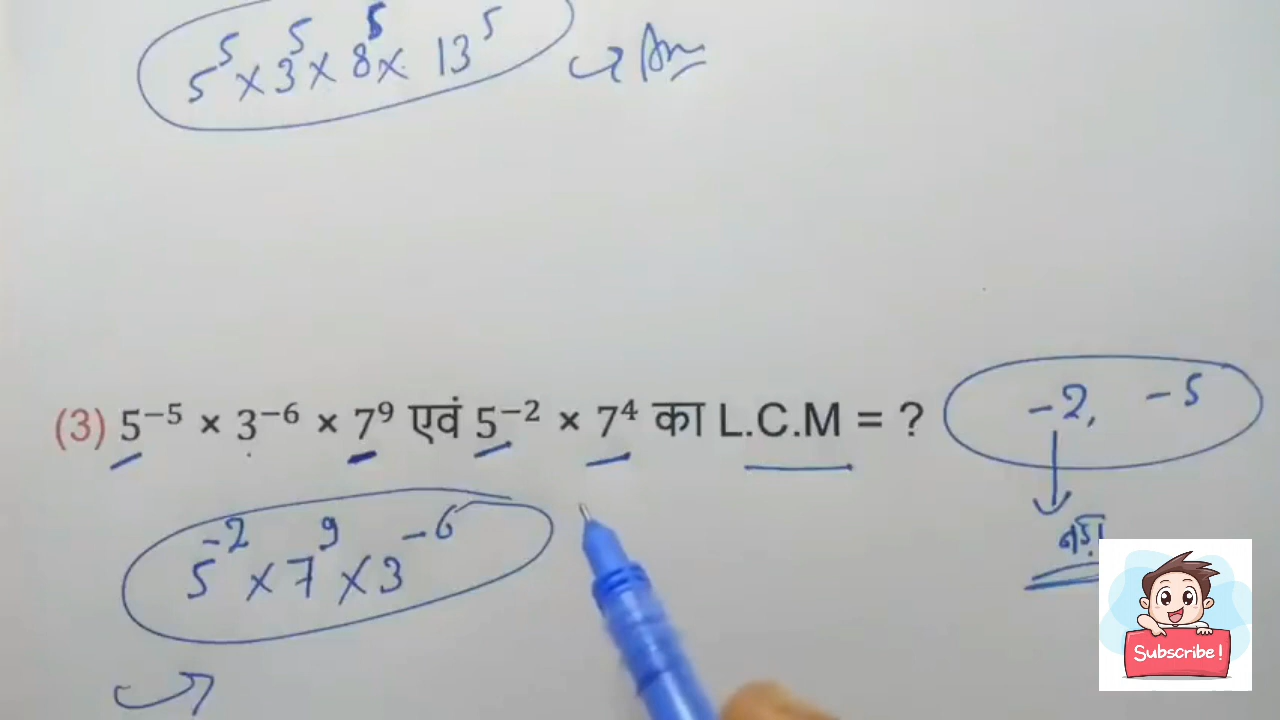 5⁵ × 3⁵ × 8⁵ × 13⁵ → Ans
(3) 5⁻⁵ × 3⁻⁶ × 7⁹ एवं 5⁻² × 7⁴ का L.C.M = ?
-2, -5
5⁻² × 7⁹ × 3⁻⁶
Subscribe!